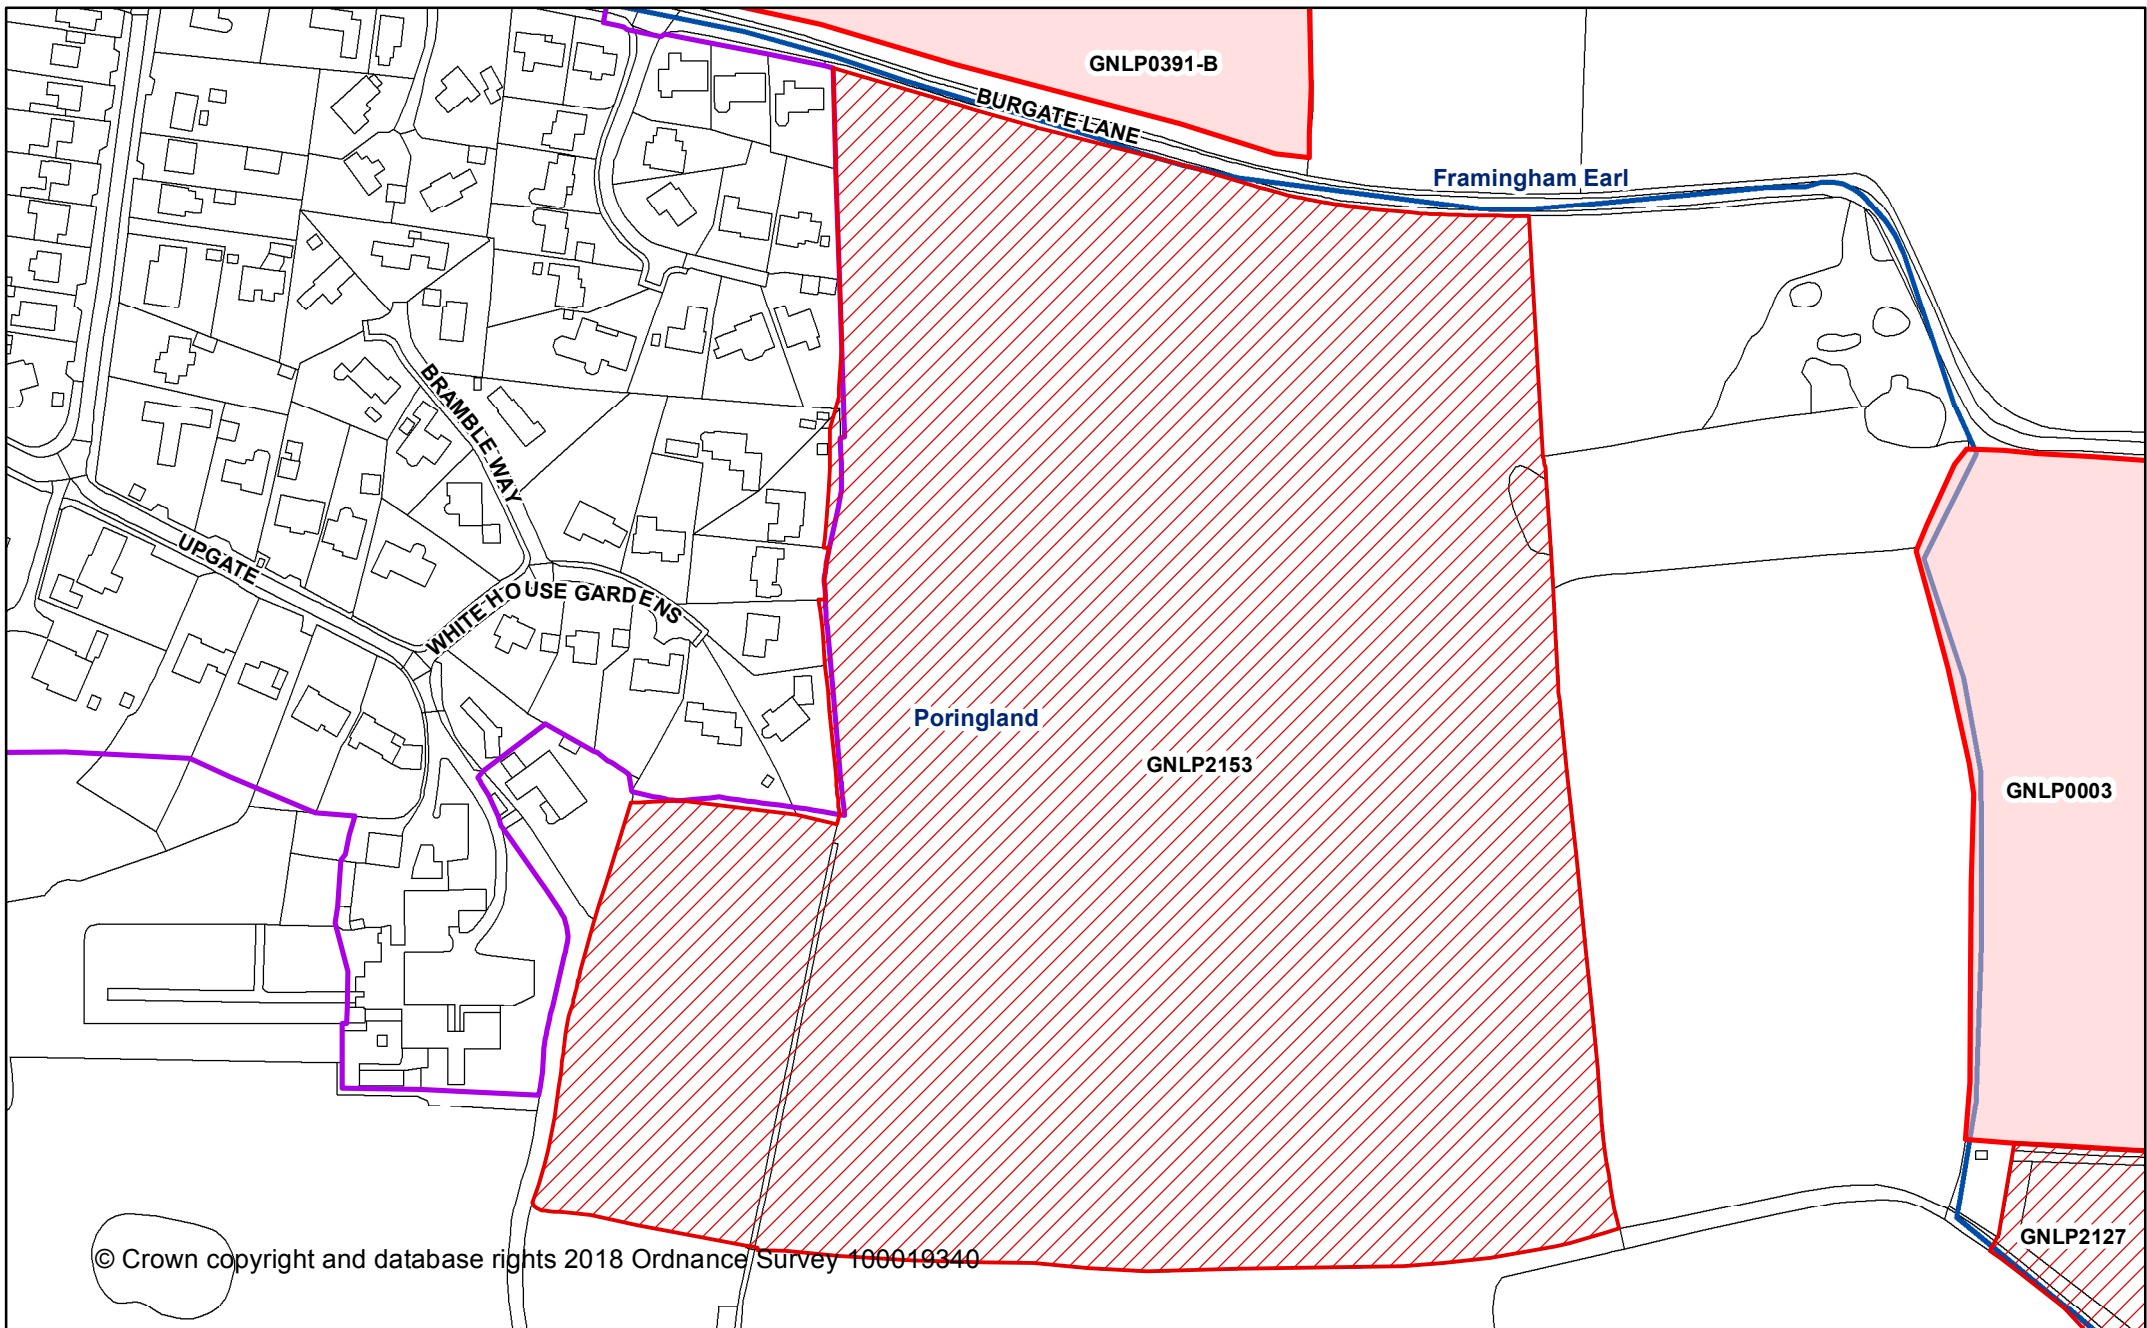 GNLP0391-B
BURGATE LANE
Framingham Earl
BRAMBLE WAY
UPGATE
WHITE HOUSE GARDENS
Poringland
GNLP2153
GNLP0003
GNLP2127
© Crown copyright and database rights 2018 Ordnance Survey 100019340